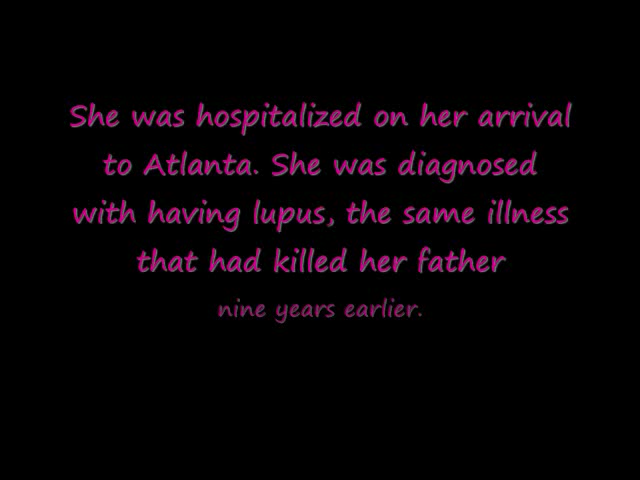 She was hospitalized on her arrival
to Atlanta. She was diagnosed
with having lupus, the same illness
that had killed her father
nine years earlier.